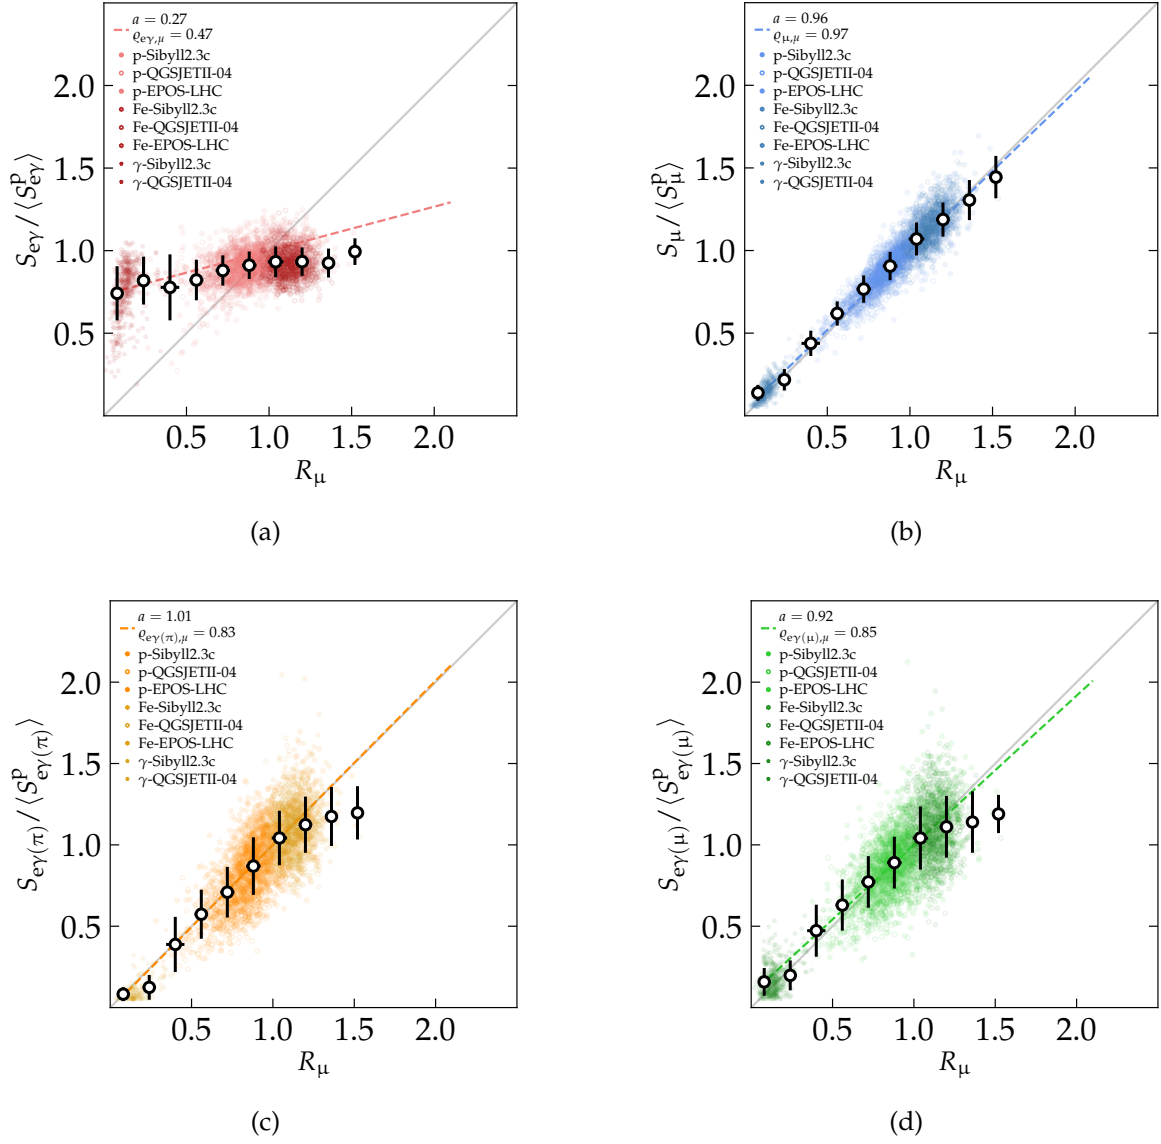 a = 0.27
ϱeγ,μ = 0.47
p-Sibyll2.3c
p-QGSJETII-04
p-EPOS-LHC
Fe-Sibyll2.3c
Fe-QGSJETII-04
Fe-EPOS-LHC
γ-Sibyll2.3c
γ-QGSJETII-04
2.0
1.5
1.0
0.5
Seγ / ⟨S^p_eγ⟩
0.5 1.0 1.5 2.0
Rμ
(a)
a = 0.96
ϱμ,μ = 0.97
p-Sibyll2.3c
p-QGSJETII-04
p-EPOS-LHC
Fe-Sibyll2.3c
Fe-QGSJETII-04
Fe-EPOS-LHC
γ-Sibyll2.3c
γ-QGSJETII-04
2.0
1.5
1.0
0.5
Sμ / ⟨S^p_μ⟩
0.5 1.0 1.5 2.0
Rμ
(b)
a = 1.01
ϱeγ(π),μ = 0.83
p-Sibyll2.3c
p-QGSJETII-04
p-EPOS-LHC
Fe-Sibyll2.3c
Fe-QGSJETII-04
Fe-EPOS-LHC
γ-Sibyll2.3c
γ-QGSJETII-04
2.0
1.5
1.0
0.5
Seγ(π) / ⟨S^p_eγ(π)⟩
0.5 1.0 1.5 2.0
Rμ
(c)
a = 0.92
ϱeγ(μ),μ = 0.85
p-Sibyll2.3c
p-QGSJETII-04
p-EPOS-LHC
Fe-Sibyll2.3c
Fe-QGSJETII-04
Fe-EPOS-LHC
γ-Sibyll2.3c
γ-QGSJETII-04
2.0
1.5
1.0
0.5
Seγ(μ) / ⟨S^p_eγ(μ)⟩
0.5 1.0 1.5 2.0
Rμ
(d)